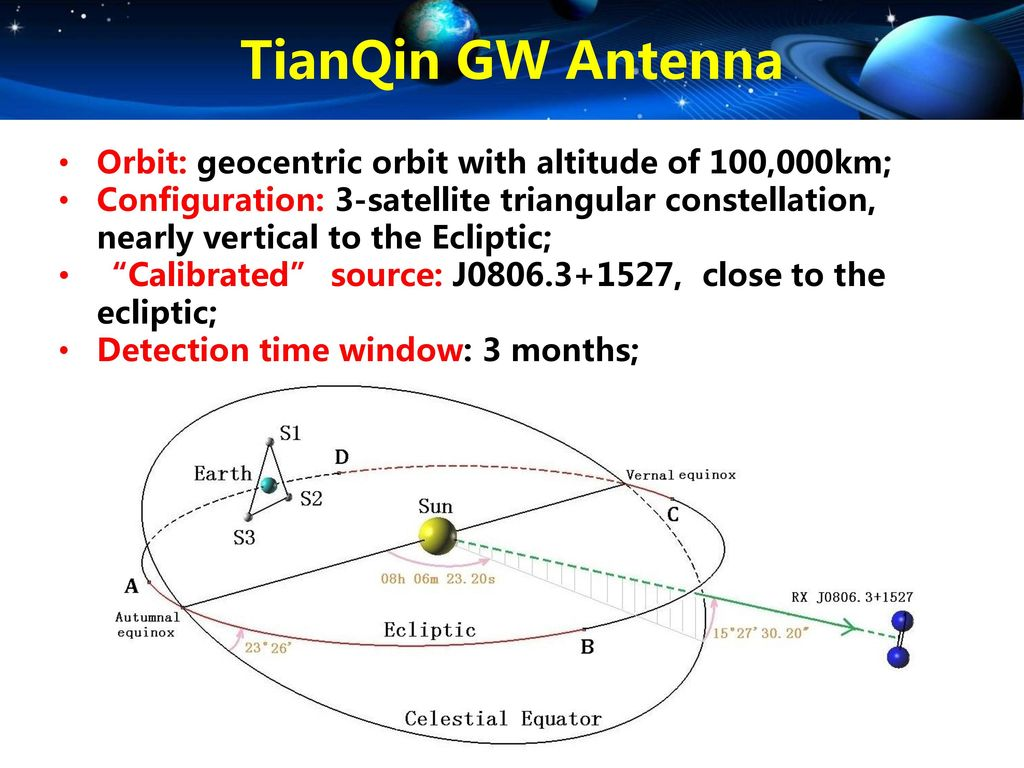 TianQin GW Antenna
• Orbit: geocentric orbit with altitude of 100,000km;
• Configuration: 3-satellite triangular constellation,
nearly vertical to the Ecliptic;
• “Calibrated” source: J0806.3+1527, close to the
ecliptic;
• Detection time window: 3 months;
S1
D
Earth
Vernal equinox
S2
Sun
C
S3
A
08h 06m 23.20s
RX J0806.3+1527
Autumnal
equinox
Ecliptic
15°27'30.20"
23°26'
B
Celestial Equator